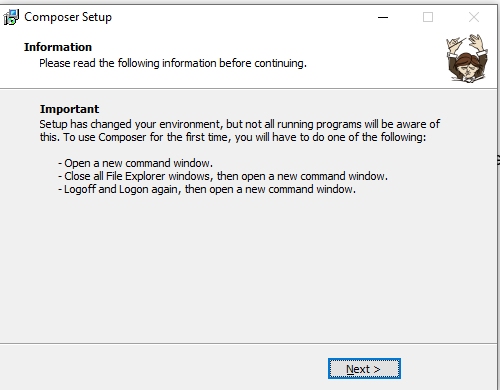 Composer Setup
Information
Please read the following information before continuing.
Important
Setup has changed your environment, but not all running programs will be aware of
this. To use Composer for the first time, you will have to do one of the following:
- Open a new command window.
- Close all File Explorer windows, then open a new command window.
- Logoff and Logon again, then open a new command window.
Next >